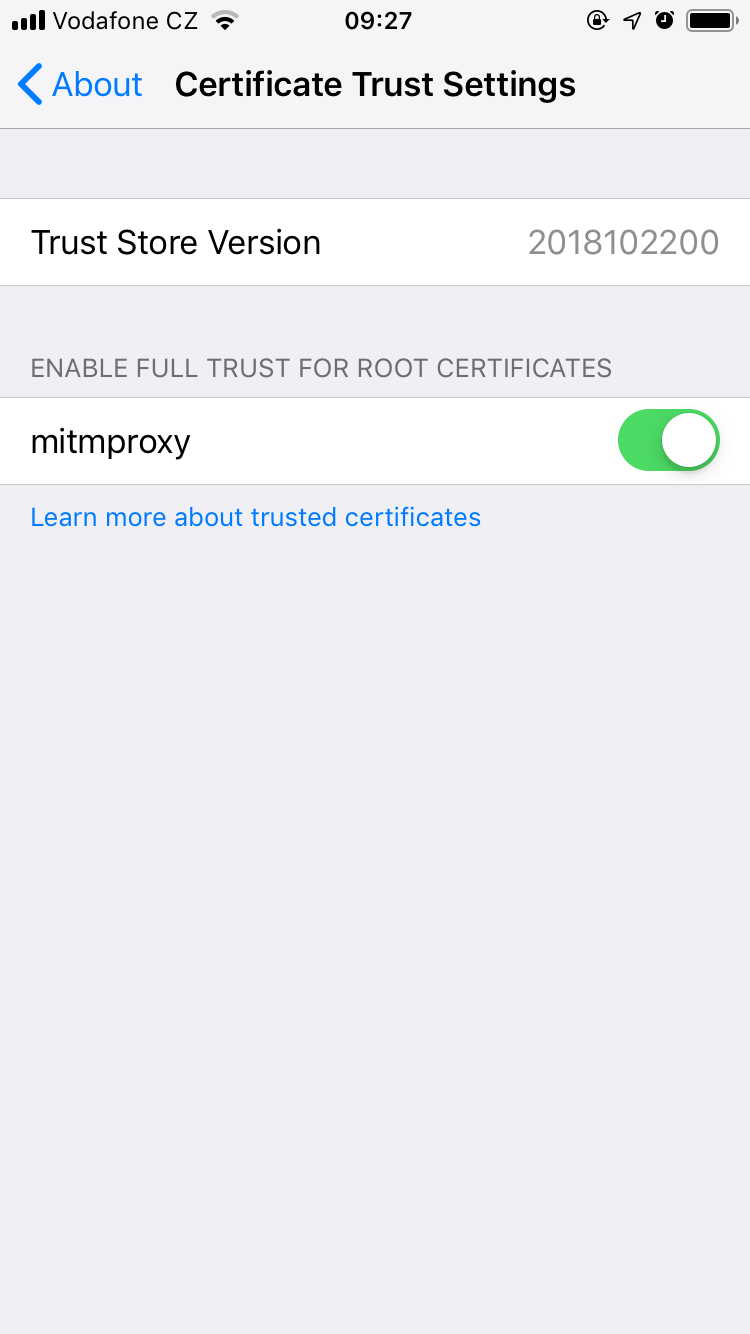 Vodafone CZ 09:27
About Certificate Trust Settings
Trust Store Version 2018102200
ENABLE FULL TRUST FOR ROOT CERTIFICATES
mitmproxy
Learn more about trusted certificates